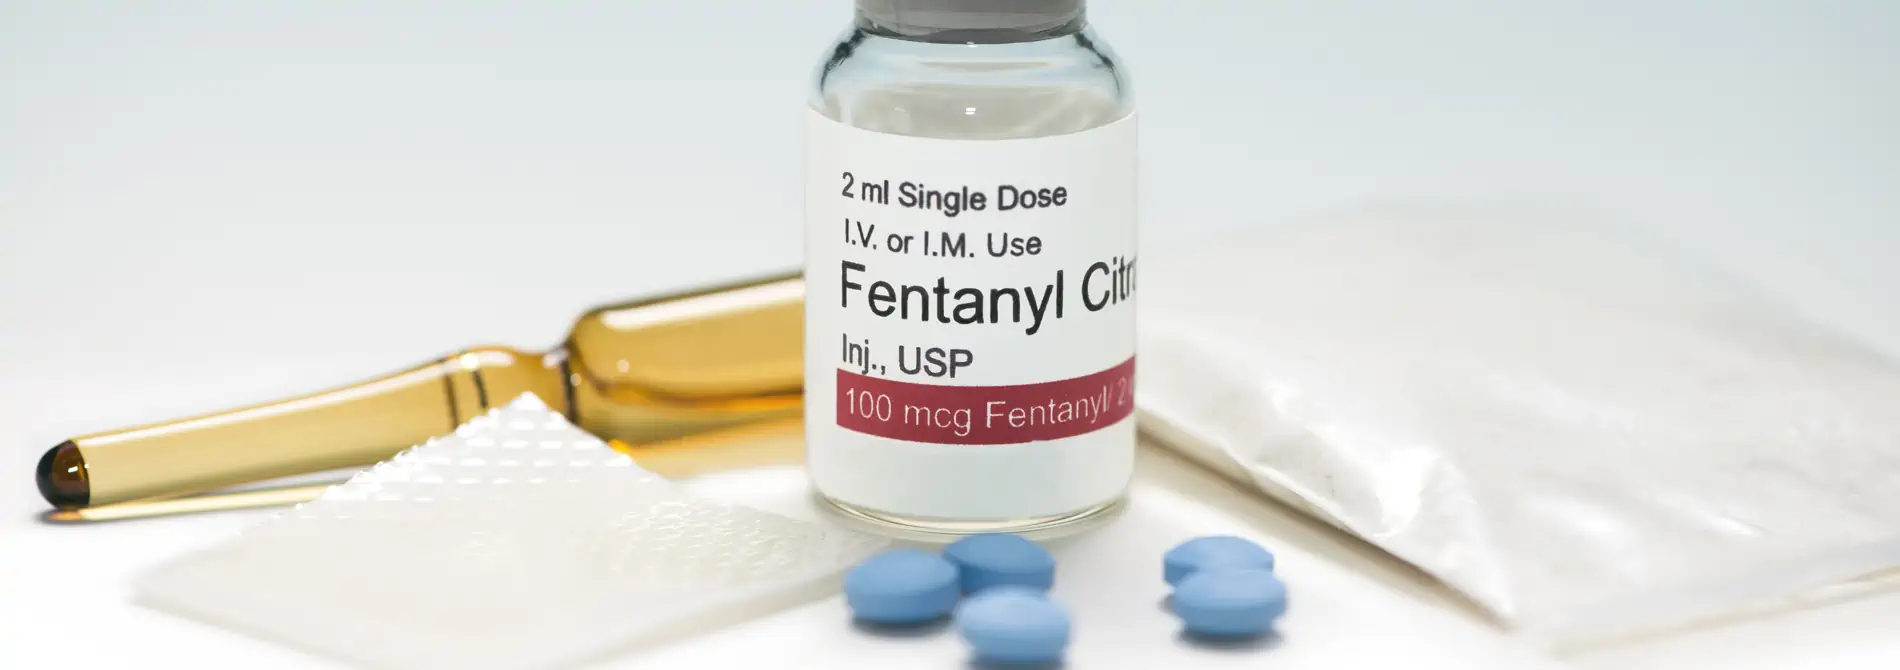 2 ml Single Dose
I.V. or I.M. Use
Fentanyl Citr
Inj., USP
100 mcg Fentanyl/ 2